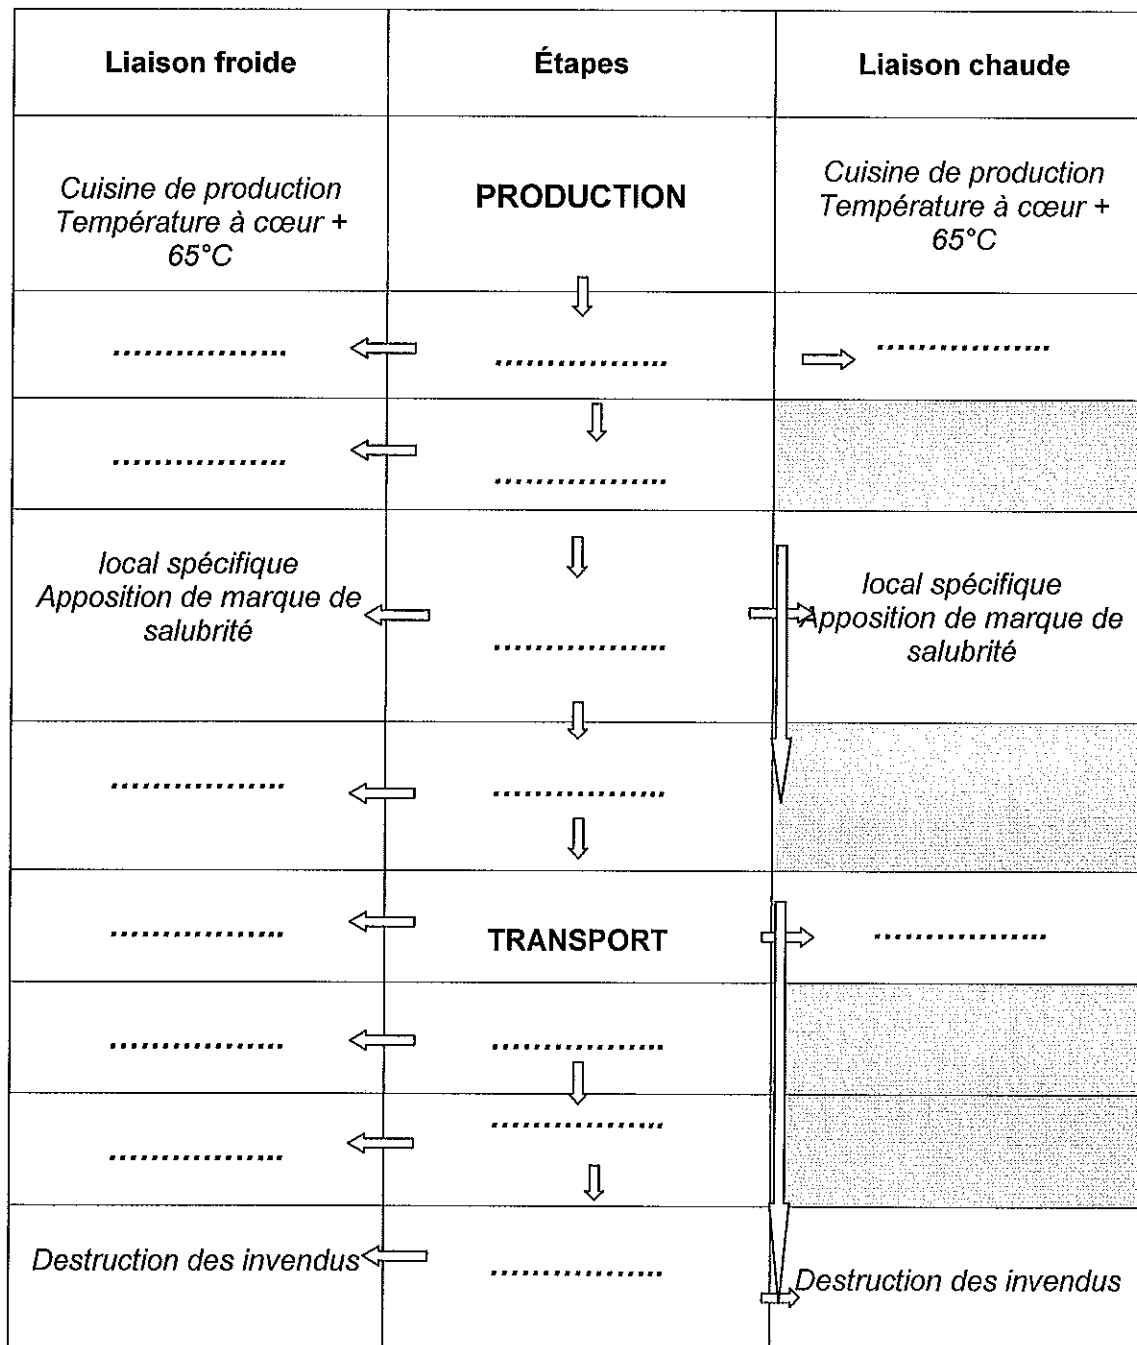 Liaison froide
Étapes
Liaison chaude
Cuisine de production
Température à cœur +
65°C
PRODUCTION
Cuisine de production
Température à cœur +
65°C
.................
.................
.................
.................
.................
local spécifique
Apposition de marque de
salubrité
.................
local spécifique
Apposition de marque de
salubrité
.................
.................
.................
TRANSPORT
.................
.................
.................
.................
.................
Destruction des invendus
.................
Destruction des invendus